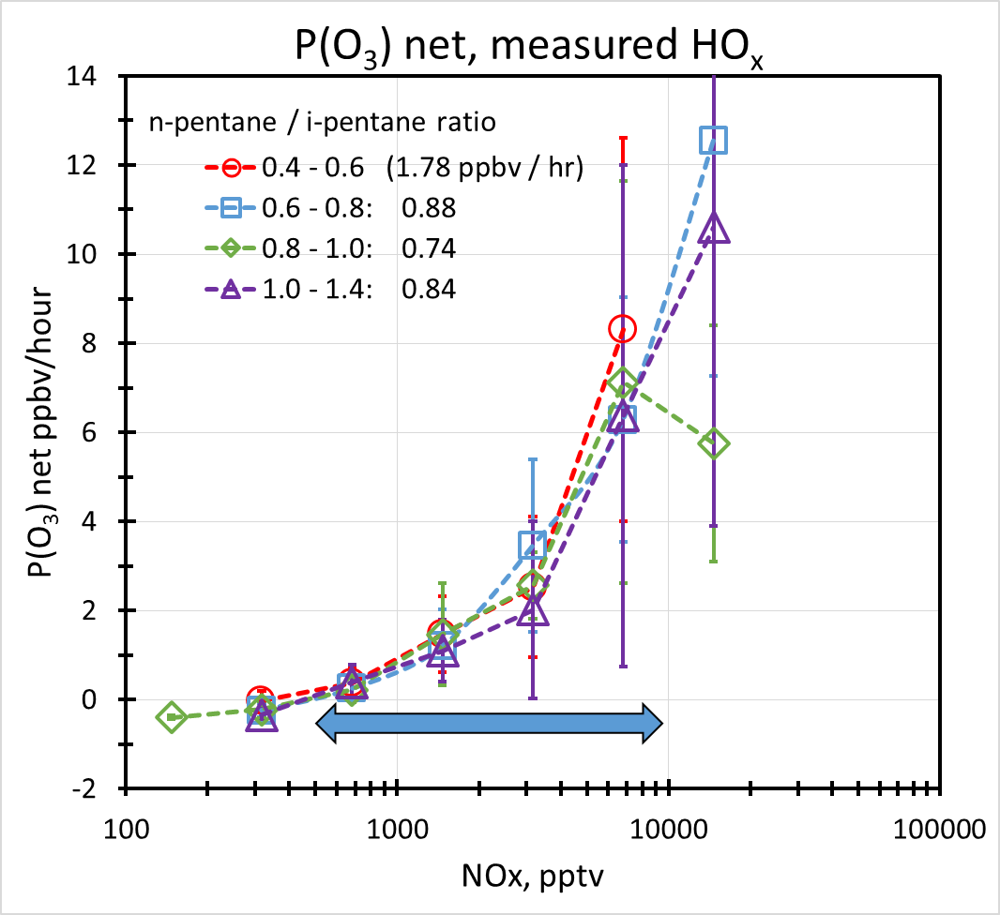 P(O₃) net, measured HOₓ
n-pentane / i-pentane ratio
0.4 - 0.6 (1.78 ppbv / hr)
0.6 - 0.8: 0.88
0.8 - 1.0: 0.74
1.0 - 1.4: 0.84
P(O₃) net ppbv/hour
14
12
10
8
6
4
2
0
-2
100 1000 10000 100000
NOx, pptv